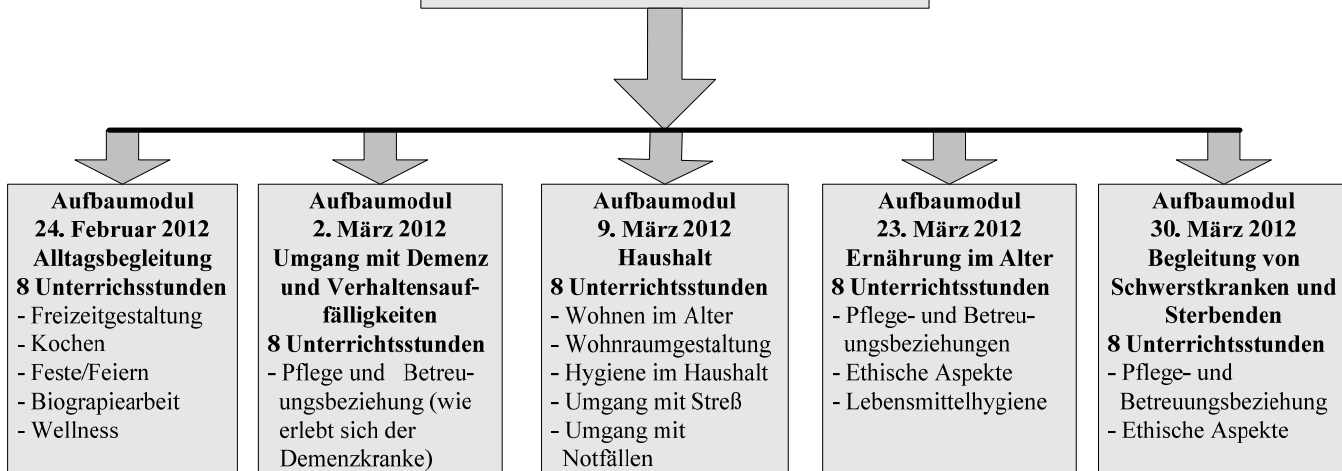 Aufbaumodul
24. Februar 2012
Alltagsbegleitung
8 Unterrichsstunden
- Freizeitgestaltung
- Kochen
- Feste/Feiern
- Biograpiearbeit
- Wellness
Aufbaumodul
2. März 2012
Umgang mit Demenz
und Verhaltensauf-
fälligkeiten
8 Unterrichtsstunden
- Pflege und Betreu-
ungsbeziehung (wie
erlebt sich der
Demenzkranke)
Aufbaumodul
9. März 2012
Haushalt
8 Unterrichtsstunden
- Wohnen im Alter
- Wohnraumgestaltung
- Hygiene im Haushalt
- Umgang mit Streß
- Umgang mit
Notfällen
Aufbaumodul
23. März 2012
Ernährung im Alter
8 Unterrichtsstunden
- Pflege- und Betreu-
ungsbeziehungen
- Ethische Aspekte
- Lebensmittelhygiene
Aufbaumodul
30. März 2012
Begleitung von
Schwerstkranken und
Sterbenden
8 Unterrichtsstunden
- Pflege- und
Betreuungsbeziehung
- Ethische Aspekte